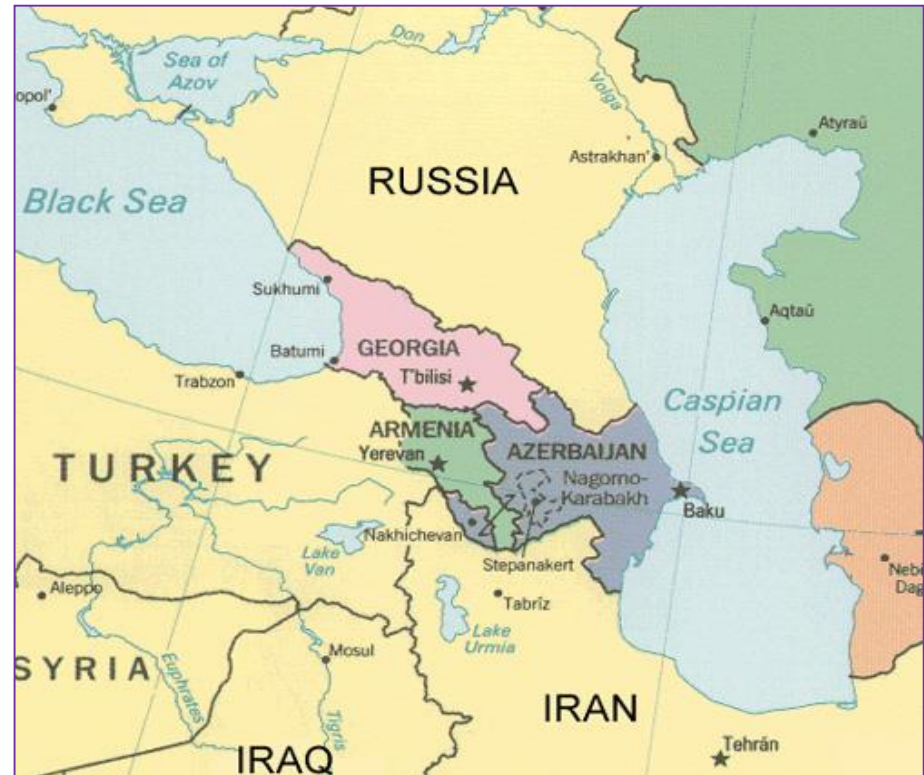 Don
Sea of
Azov
opol'
Volga
Atyraū
Astrakhan'
RUSSIA
Black Sea
Sukhumi
Aqtaū
Batumi
GEORGIA
T'bilisi
Trabzon
Caspian
Sea
ARMENIA
Yerevan
AZERBAIJAN
TURKEY
Nagorno-
Karabakh
Baku
Nakhichevan
Lake
Van
Stepanakert
Nebi
Dag
Aleppo
Tabrīz
Lake
Urmia
Mosul
SYRIA
Euphrates
Tigris
IRAN
IRAQ
Tehrān